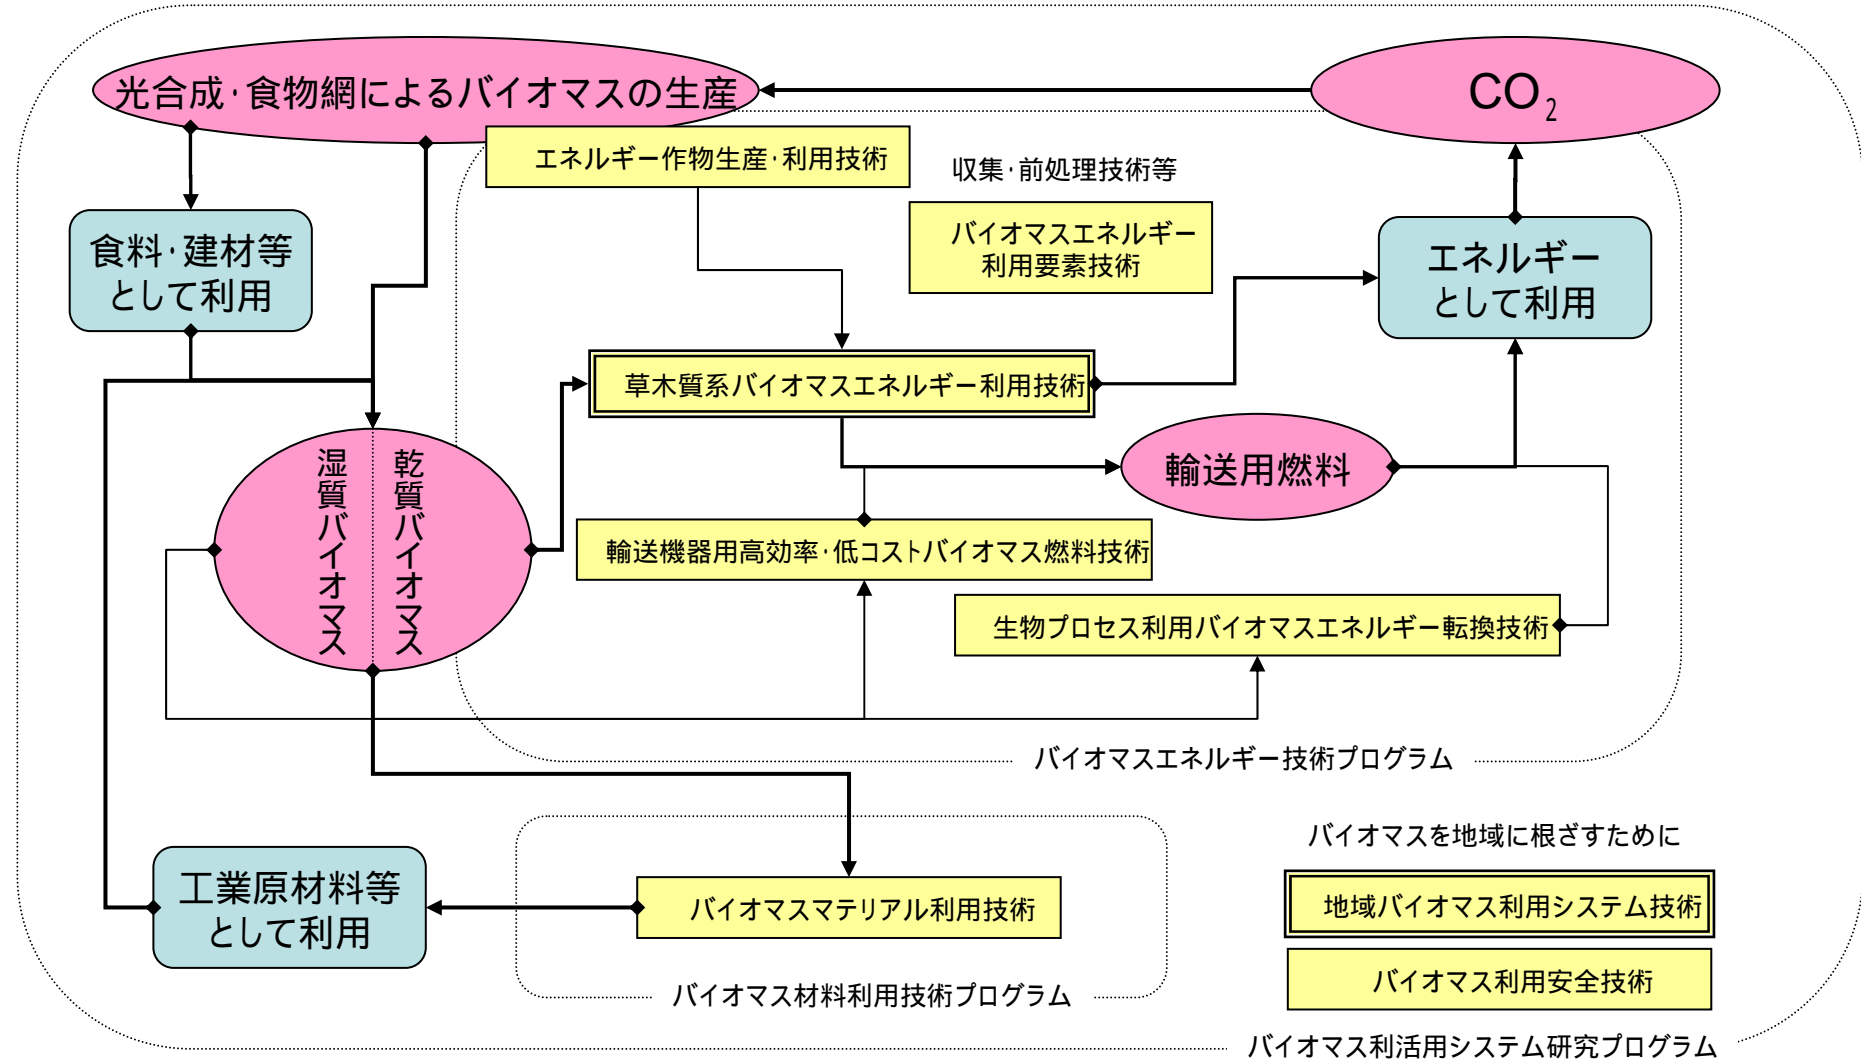 光合成・食物網によるバイオマスの生産
CO2
エネルギー作物生産・利用技術
収集・前処理技術等
バイオマスエネルギー
利用要素技術
食料・建材等
として利用
エネルギー
として利用
草木質系バイオマスエネルギー利用技術
輸送用燃料
湿質バイオマス
乾質バイオマス
輸送機器用高効率・低コストバイオマス燃料技術
生物プロセス利用バイオマスエネルギー転換技術
バイオマスエネルギー技術プログラム
バイオマスを地域に根ざすために
工業原材料等
として利用
バイオマスマテリアル利用技術
地域バイオマス利用システム技術
バイオマス利用安全技術
バイオマス材料利用技術プログラム
バイオマス利活用システム研究プログラム